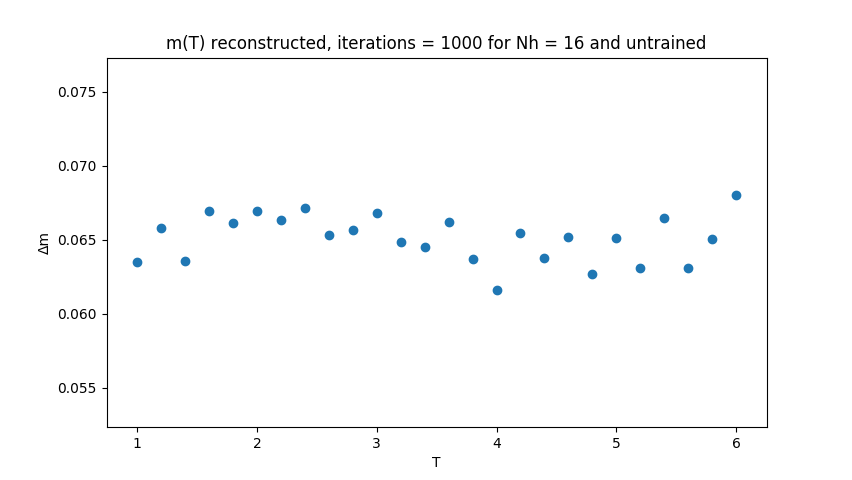 m(T) reconstructed, iterations = 1000 for Nh = 16 and untrained
0.075
0.070
0.065
0.060
0.055
Δm
1 2 3 4 5 6
T